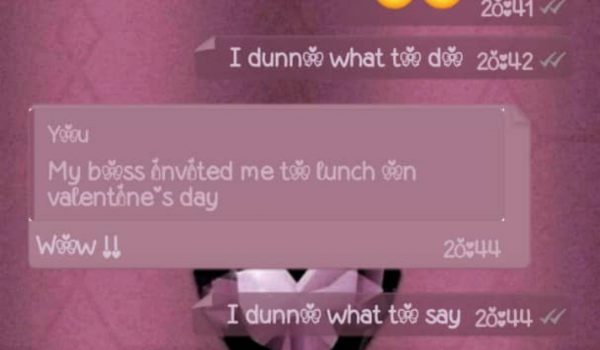 20:41
I dunno what to do 20:42
You
My boss invited me to lunch on
valentine's day
Wow !! 20:44
I dunno what to say 20:44